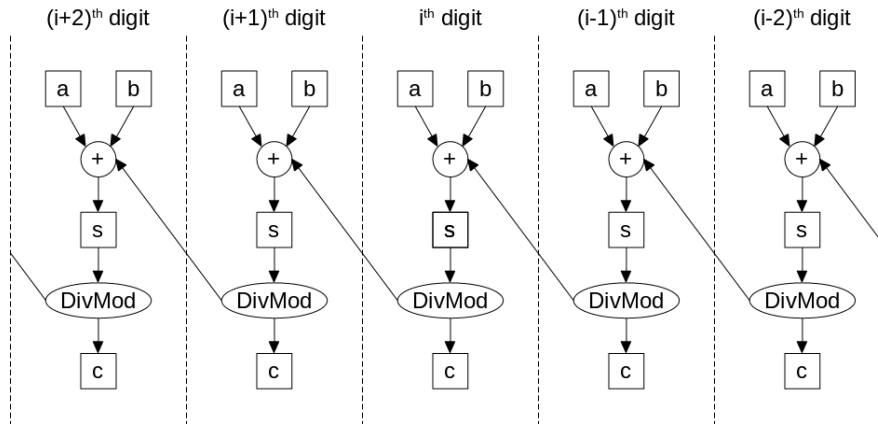 (i+2)th digit (i+1)th digit ith digit (i-1)th digit (i-2)th digit
a b a b a b a b a b
+ + + + +
s s s s s
DivMod DivMod DivMod DivMod DivMod
c c c c c